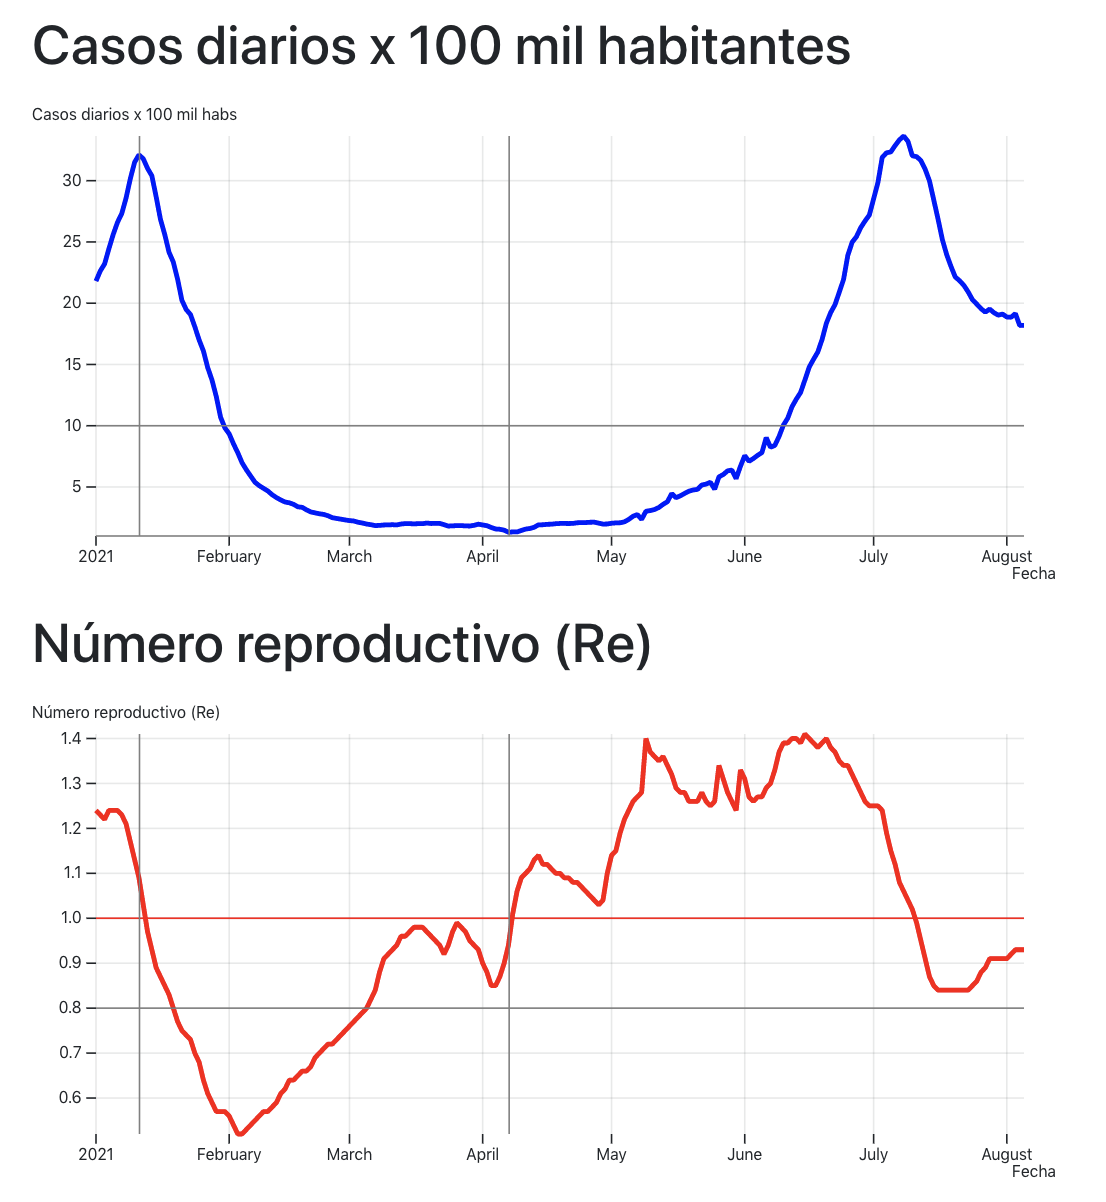 Casos diarios x 100 mil habitantes
Casos diarios x 100 mil habs
30
25
20
15
10
5
2021 February March April May June July August
Fecha
Número reproductivo (Re)
Número reproductivo (Re)
1.4
1.3
1.2
1.1
1.0
0.9
0.8
0.7
0.6
2021 February March April May June July August
Fecha